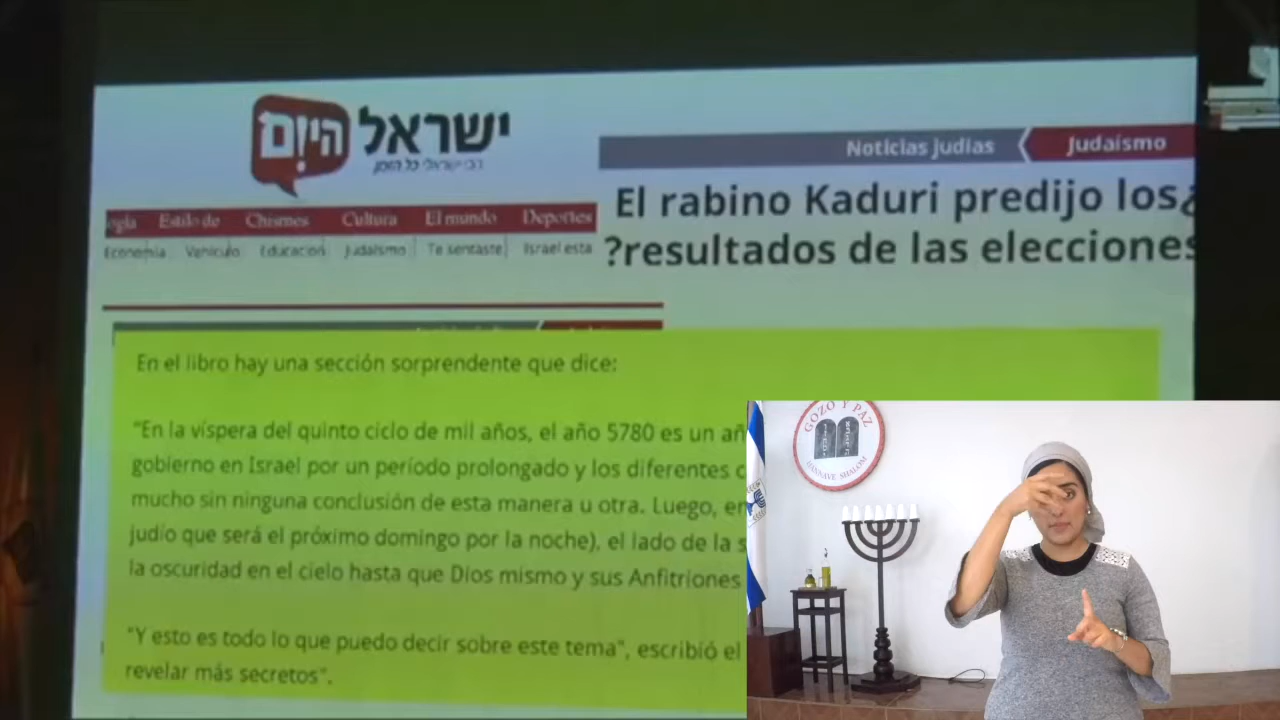 ישראל היום
Noticias judías
Judaísmo
El rabino Kaduri predijo los¿
?resultados de las elecciones
ogía Estilo de Chismes Cultura El mundo Deportes
Economía Vehículo Educación Judaísmo Te sentaste Israel esta
En el libro hay una sección sorprendente que dice:
"En la víspera del quinto ciclo de mil años, el año 5780 es un añ
gobierno en Israel por un período prolongado y los diferentes
mucho sin ninguna conclusión de esta manera u otra. Luego, en
judío que será el próximo domingo por la noche), el lado de la
la oscuridad en el cielo hasta que Dios mismo y sus Anfitriones
"Y esto es todo lo que puedo decir sobre este tema", escribió el
revelar más secretos".
GOZO Y PAZ
HANNAVE SHALOM